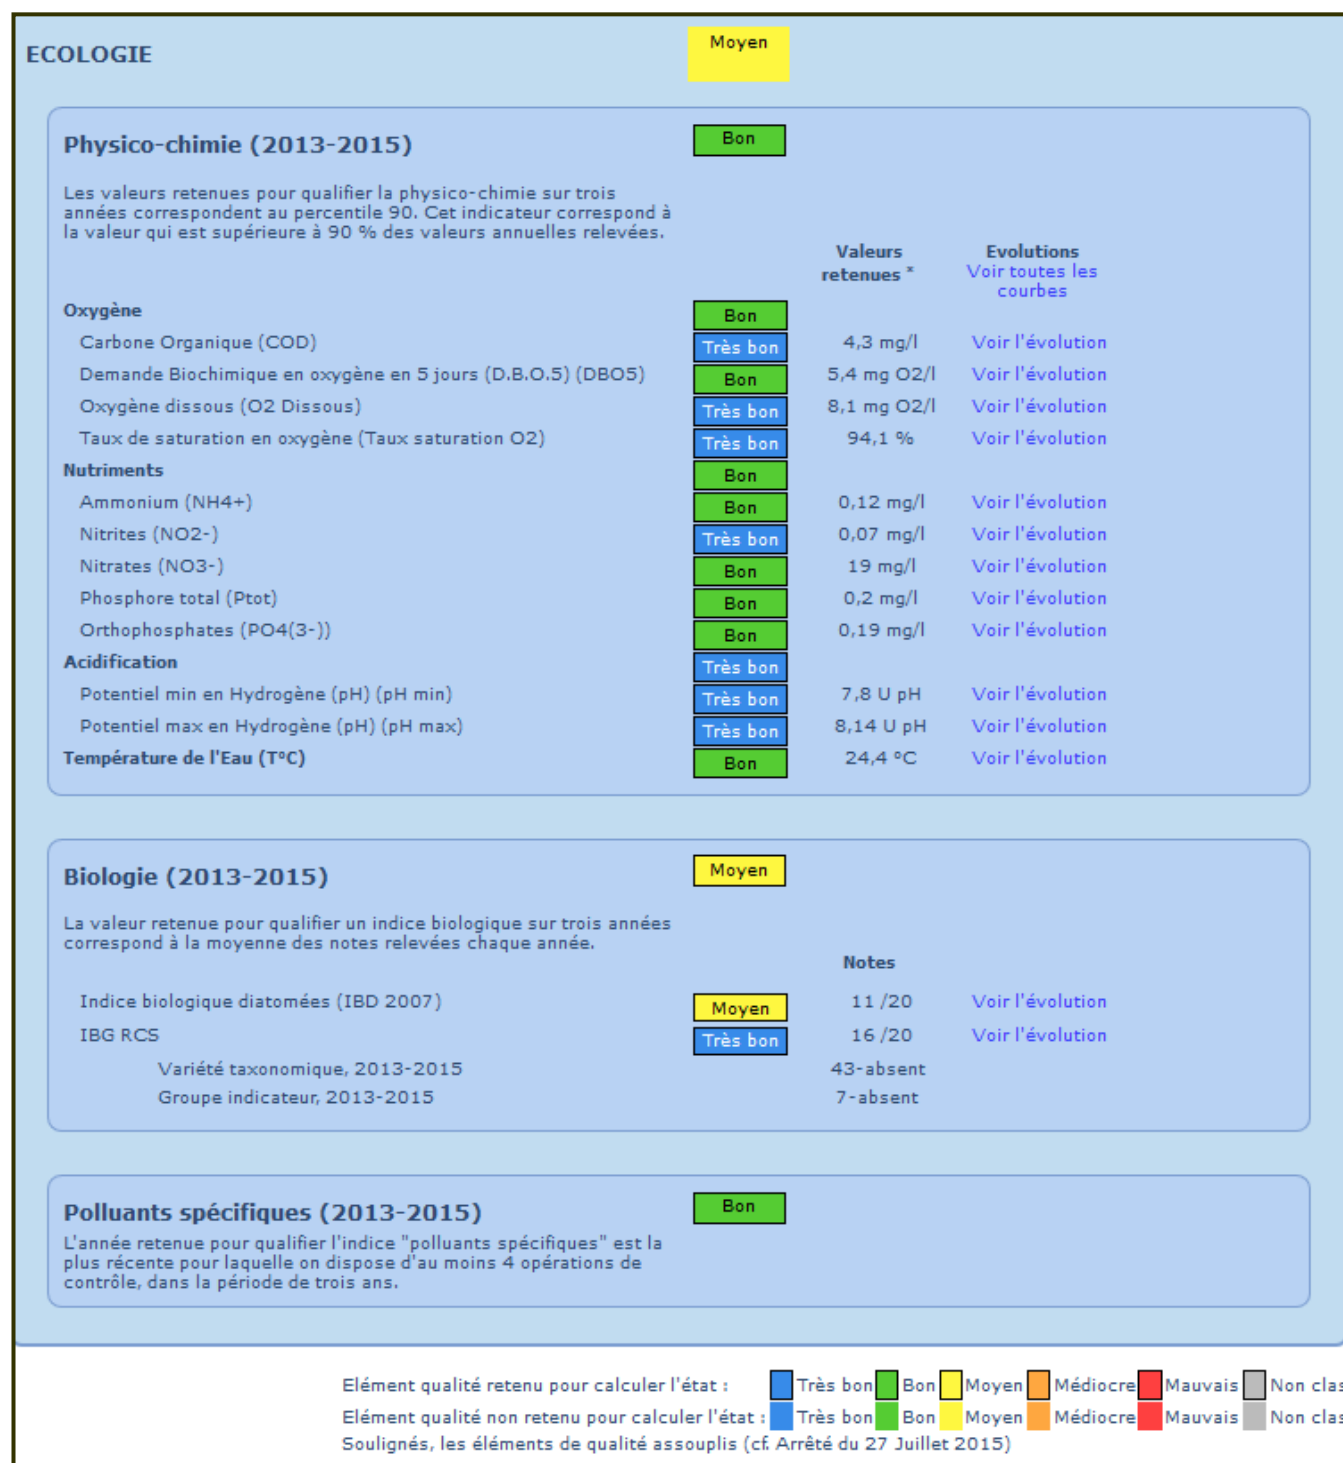 ECOLOGIE
Moyen
Physico-chimie (2013-2015)
Bon
Les valeurs retenues pour qualifier la physico-chimie sur trois
années correspondent au percentile 90. Cet indicateur correspond à
la valeur qui est supérieure à 90 % des valeurs annuelles relevées.
Valeurs retenues * Evolutions
Voir toutes les courbes
Oxygène Bon
Carbone Organique (COD) Très bon 4,3 mg/l Voir l'évolution
Demande Biochimique en oxygène en 5 jours (D.B.O.5) (DBO5) Bon 5,4 mg O2/l Voir l'évolution
Oxygène dissous (O2 Dissous) Très bon 8,1 mg O2/l Voir l'évolution
Taux de saturation en oxygène (Taux saturation O2) Très bon 94,1 % Voir l'évolution
Nutriments Bon
Ammonium (NH4+) Bon 0,12 mg/l Voir l'évolution
Nitrites (NO2-) Très bon 0,07 mg/l Voir l'évolution
Nitrates (NO3-) Bon 19 mg/l Voir l'évolution
Phosphore total (Ptot) Bon 0,2 mg/l Voir l'évolution
Orthophosphates (PO4(3-)) Bon 0,19 mg/l Voir l'évolution
Acidification Très bon
Potentiel min en Hydrogène (pH) (pH min) Très bon 7,8 U pH Voir l'évolution
Potentiel max en Hydrogène (pH) (pH max) Très bon 8,14 U pH Voir l'évolution
Température de l'Eau (T°C) Bon 24,4 °C Voir l'évolution
Biologie (2013-2015)
Moyen
La valeur retenue pour qualifier un indice biologique sur trois années
correspond à la moyenne des notes relevées chaque année.
Notes
Indice biologique diatomées (IBD 2007) Moyen 11 /20 Voir l'évolution
IBG RCS Très bon 16 /20 Voir l'évolution
Variété taxonomique, 2013-2015 43-absent
Groupe indicateur, 2013-2015 7-absent
Polluants spécifiques (2013-2015)
Bon
L'année retenue pour qualifier l'indice "polluants spécifiques" est la
plus récente pour laquelle on dispose d'au moins 4 opérations de
contrôle, dans la période de trois ans.
Elément qualité retenu pour calculer l'état : Très bon Bon Moyen Médiocre Mauvais Non clas
Elément qualité non retenu pour calculer l'état : Très bon Bon Moyen Médiocre Mauvais Non clas
Soulignés, les éléments de qualité assouplis (cf. Arrêté du 27 Juillet 2015)